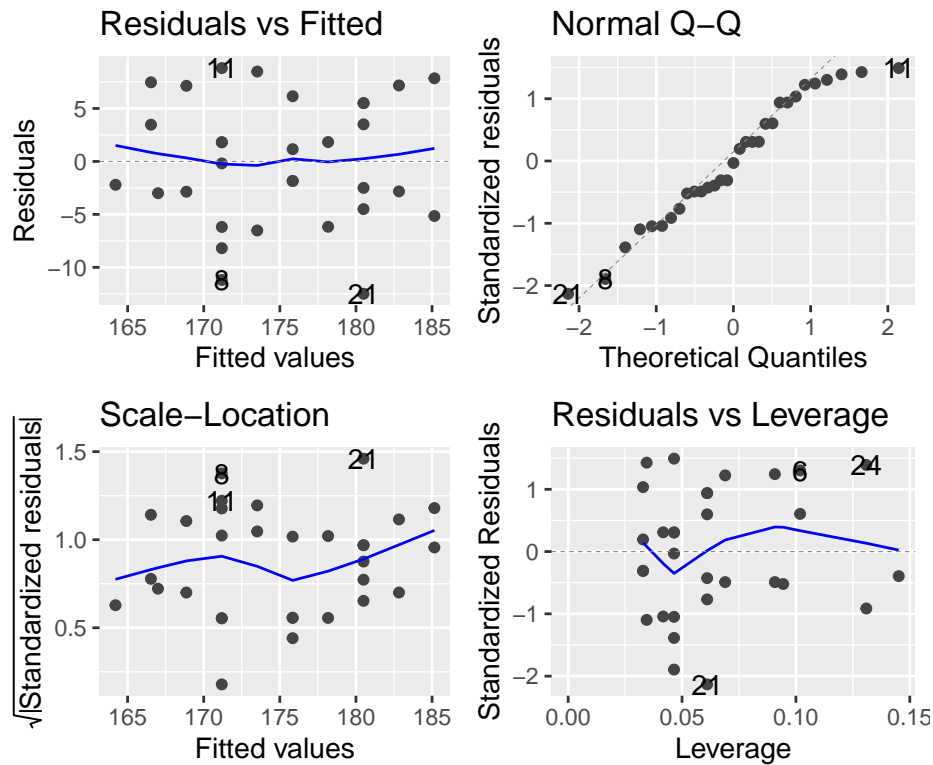 Residuals vs Fitted
Residuals
5
0
−5
−10
11
8
21
165 170 175 180 185
Fitted values
Normal Q−Q
Standardized residuals
1
0
−1
−2
11
8
21
−2 −1 0 1 2
Theoretical Quantiles
Scale−Location
√|Standardized residuals|
1.5
1.0
0.5
21
8
11
165 170 175 180 185
Fitted values
Residuals vs Leverage
Standardized Residuals
1
0
−1
−2
6
24
21
0.00 0.05 0.10 0.15
Leverage